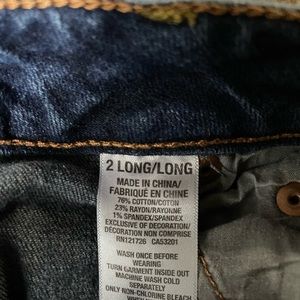 2 LONG/LONG
MADE IN CHINA/
FABRIQUÉ EN CHINE
76% COTTON/COTON
23% RAYON/RAYONNE
1% SPANDEX/SPANDEX
EXCLUSIVE OF DECORATION/
DÉCORATION NON COMPRISE
RN121726 CA53201
WASH ONCE BEFORE
WEARING
TURN GARMENT INSIDE OUT
MACHINE WASH COLD
SEPARATELY
ONLY NON-CHLORINE BLEACH